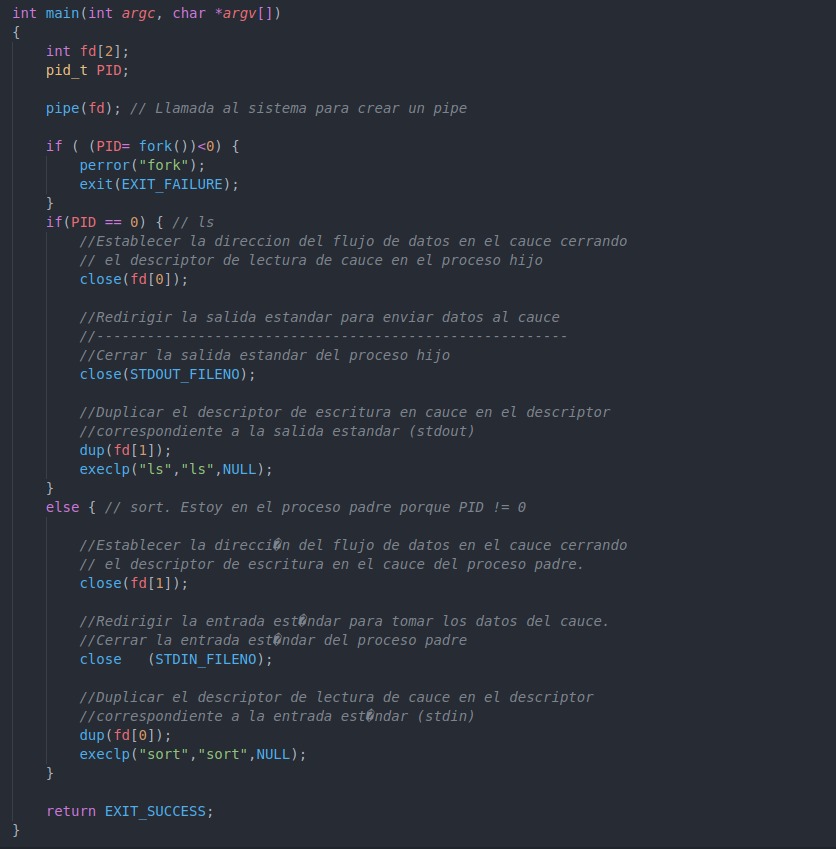 int main(int argc, char *argv[])
{
    int fd[2];
    pid_t PID;

    pipe(fd); // Llamada al sistema para crear un pipe

    if ( (PID= fork())<0) {
        perror("fork");
        exit(EXIT_FAILURE);
    }
    if(PID == 0) { // ls
        //Establecer la direccion del flujo de datos en el cauce cerrando
        // el descriptor de lectura de cauce en el proceso hijo
        close(fd[0]);

        //Redirigir la salida estandar para enviar datos al cauce
        //--------------------------------------------------------
        //Cerrar la salida estandar del proceso hijo
        close(STDOUT_FILENO);

        //Duplicar el descriptor de escritura en cauce en el descriptor
        //correspondiente a la salida estandar (stdout)
        dup(fd[1]);
        execlp("ls","ls",NULL);
    }
    else { // sort. Estoy en el proceso padre porque PID != 0

        //Establecer la direcci�n del flujo de datos en el cauce cerrando
        // el descriptor de escritura en el cauce del proceso padre.
        close(fd[1]);

        //Redirigir la entrada est�ndar para tomar los datos del cauce.
        //Cerrar la entrada est�ndar del proceso padre
        close   (STDIN_FILENO);

        //Duplicar el descriptor de lectura de cauce en el descriptor
        //correspondiente a la entrada est�ndar (stdin)
        dup(fd[0]);
        execlp("sort","sort",NULL);
    }

    return EXIT_SUCCESS;
}